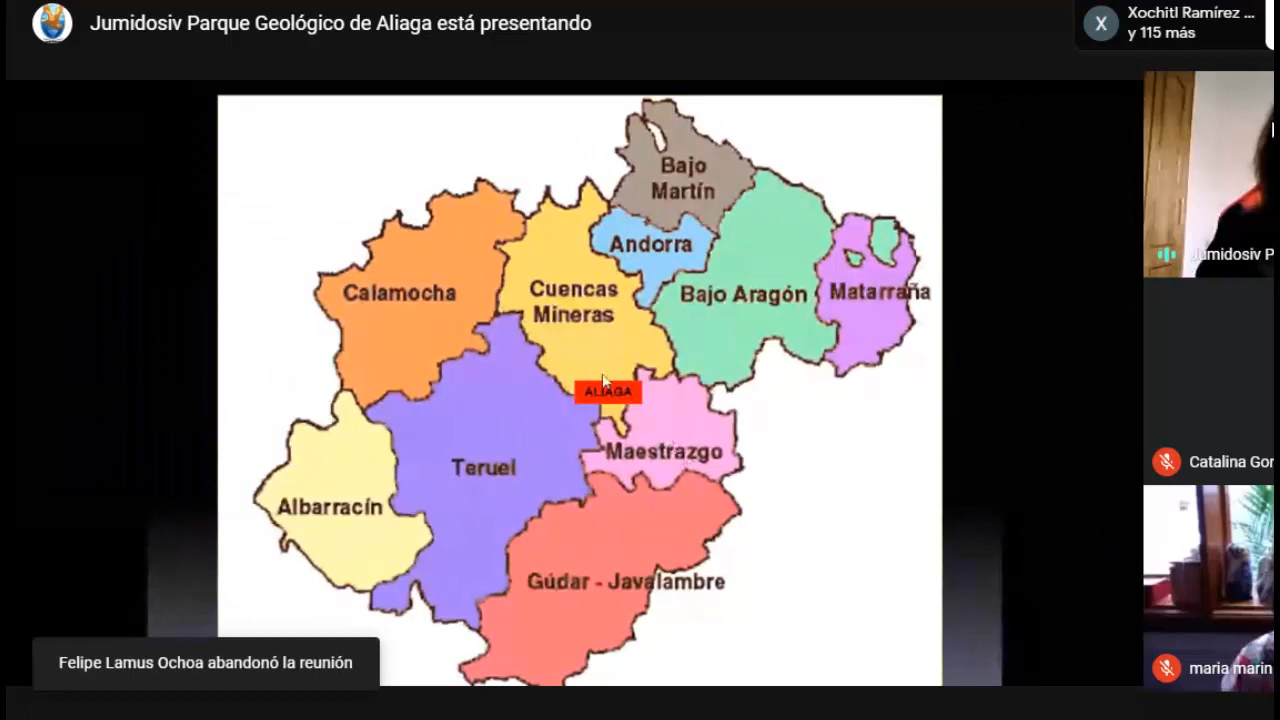 Jumidosiv Parque Geológico de Aliaga está presentando
X
Xochitl Ramírez ...
y 115 más
Bajo
Martín
Andorra
Calamocha
Cuencas
Mineras
Bajo Aragón
Matarraña
ALIAGA
Maestrazgo
Teruel
Albarracín
Gúdar - Javalambre
Jumidosiv P
Catalina Gor
maria marin
Felipe Lamus Ochoa abandonó la reunión